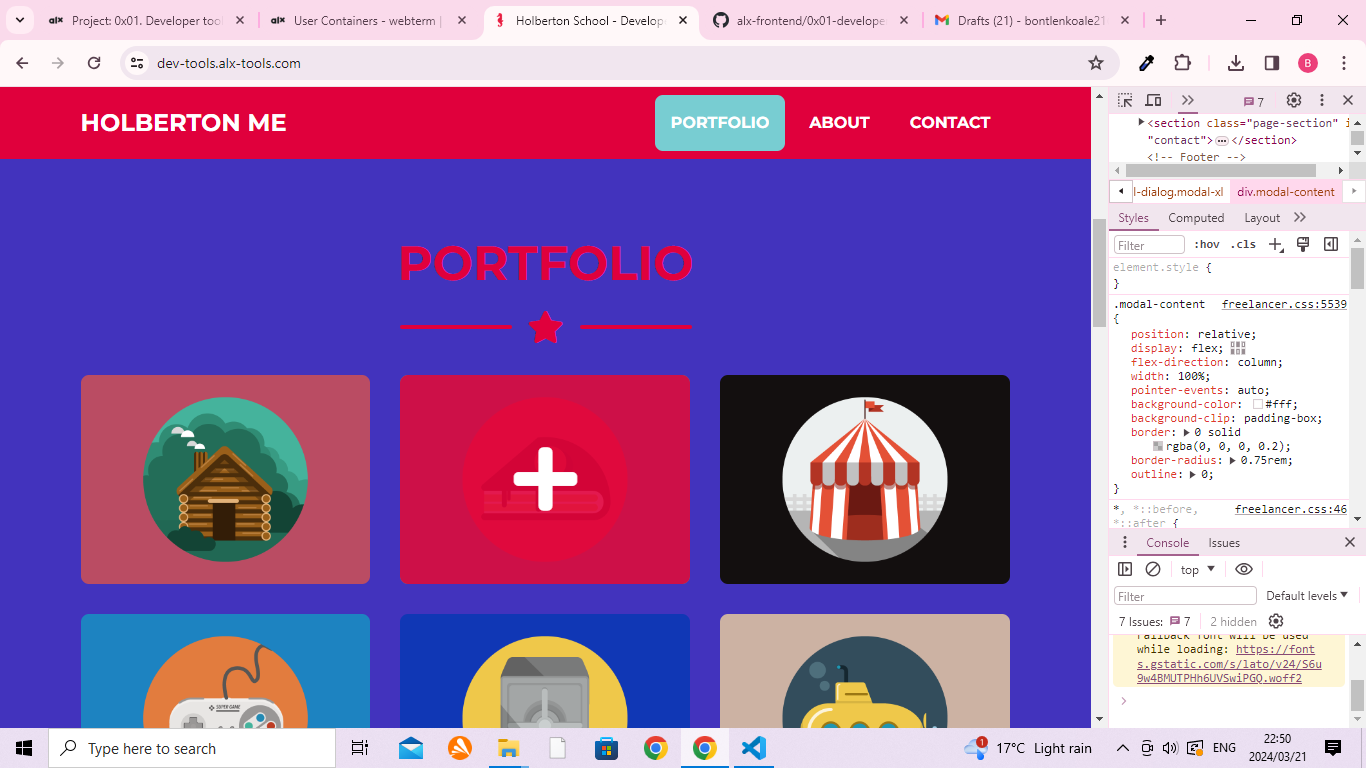 Project: 0x01. Developer tool
User Containers - webterm |
Holberton School - Develop
alx-frontend/0x01-develope
Drafts (21) - bontlenkoale21
dev-tools.alx-tools.com
B
HOLBERTON ME
PORTFOLIO
ABOUT
CONTACT
PORTFOLIO
SUPER GAME
7
<section class="page-section" i
"contact"> … </section>
<!-- Footer -->
l-dialog.modal-xl
div.modal-content
Styles
Computed
Layout
Filter
:hov
.cls
element.style {
}
.modal-content
freelancer.css:5539
{
position: relative;
display: flex;
flex-direction: column;
width: 100%;
pointer-events: auto;
background-color: #fff;
background-clip: padding-box;
border: 0 solid
rgba(0, 0, 0, 0.2);
border-radius: 0.75rem;
outline: 0;
}
*, *::before,
freelancer.css:46
*::after {
Console
Issues
top
Filter
Default levels
7 Issues: 7
2 hidden
Fallback font will be used
while loading: https://font
s.gstatic.com/s/lato/v24/S6u
9w4BMUTPHh6UVSwiPGQ.woff2
Type here to search
1
17°C Light rain
ENG
22:50
2024/03/21